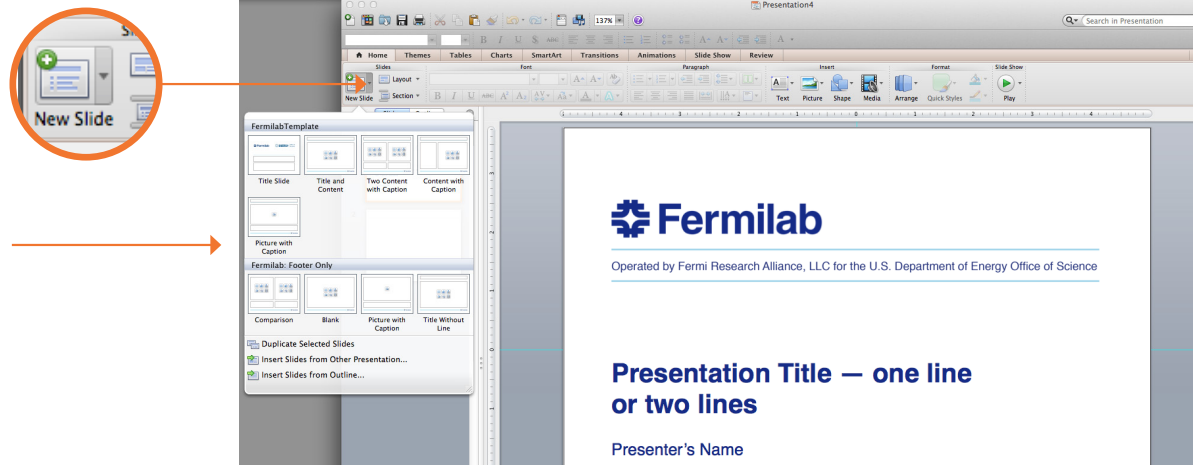 Presentation4
137%
Search in Presentation
B I U S ABC
Home Themes Tables Charts SmartArt Transitions Animations Slide Show Review
Slides Font Paragraph Insert Format Slide Show
Layout
New Slide Section B I U ABC Text Picture Shape Media Arrange Quick Styles Play
New Slide
FermilabTemplate
Title Slide
Title and
Content
Two Content
with Caption
Content with
Caption
Picture with
Caption
Fermilab: Footer Only
Comparison
Blank
Picture with
Caption
Title Without
Line
Duplicate Selected Slides
Insert Slides from Other Presentation...
Insert Slides from Outline...
Fermilab
Operated by Fermi Research Alliance, LLC for the U.S. Department of Energy Office of Science
Presentation Title — one line
or two lines
Presenter's Name